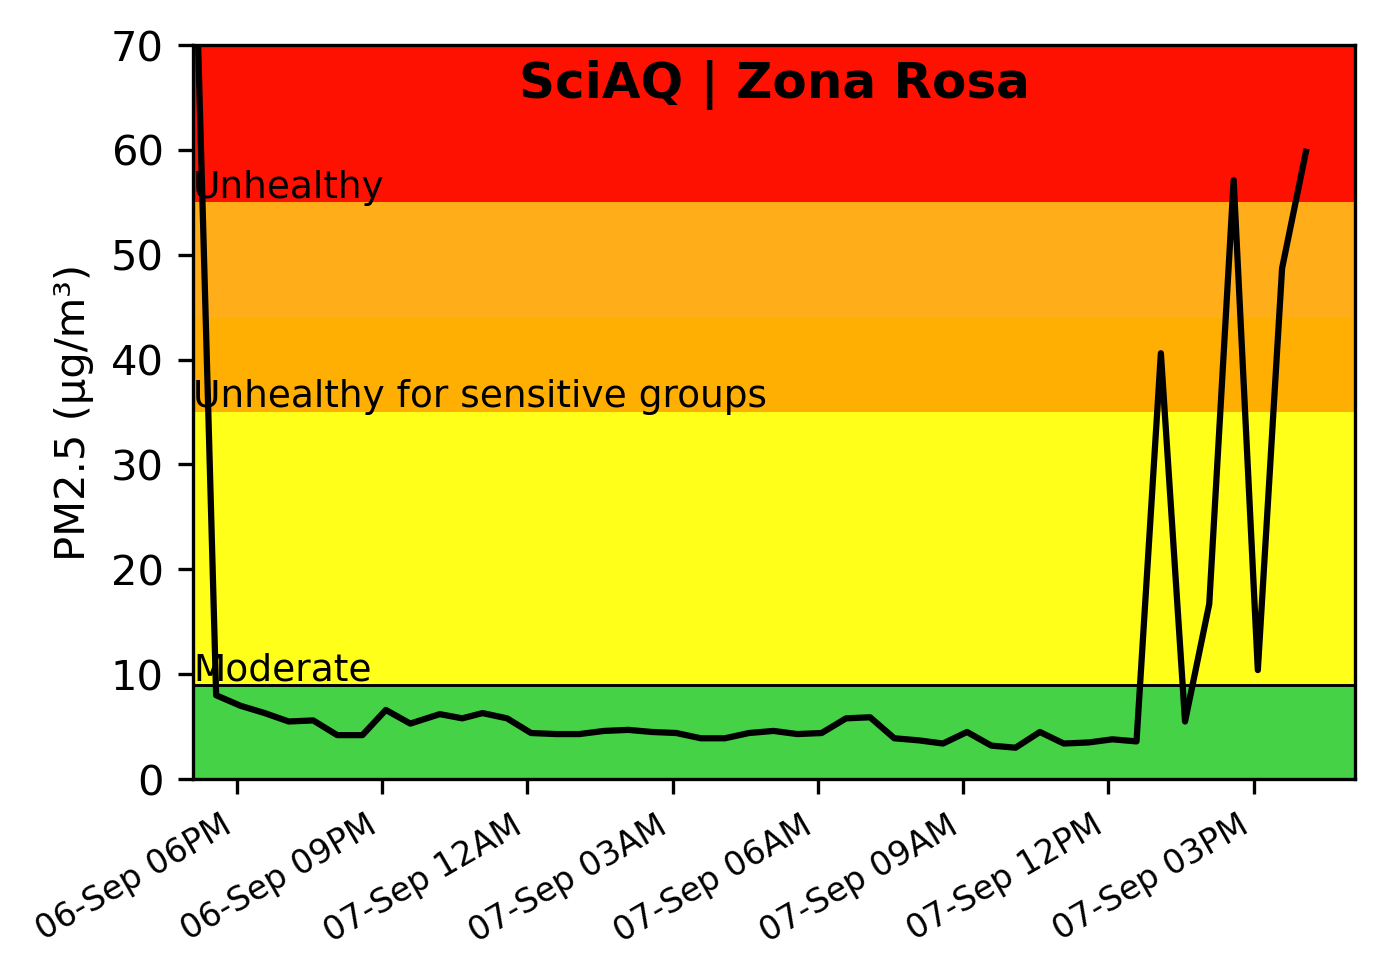 SciAQ | Zona Rosa
PM2.5 (µg/m³)
70
60
50
40
30
20
10
0
Unhealthy
Unhealthy for sensitive groups
Moderate
06-Sep 06PM
06-Sep 09PM
07-Sep 12AM
07-Sep 03AM
07-Sep 06AM
07-Sep 09AM
07-Sep 12PM
07-Sep 03PM